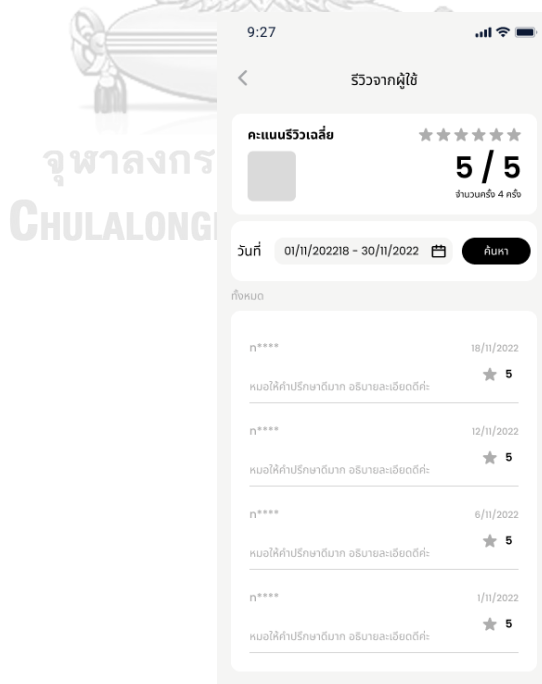 9:27
รีวิวจากผู้ใช้
คะแนนรีวิวเฉลี่ย
5 / 5
จำนวนครั้ง 4 ครั้ง
วันที่ 01/11/202218 - 30/11/2022 ค้นหา
ทั้งหมด
ก**** 18/11/2022
5
หมอให้คำปรึกษาดีมาก อธิบายละเอียดดีค่ะ
ก**** 12/11/2022
5
หมอให้คำปรึกษาดีมาก อธิบายละเอียดดีค่ะ
ก**** 6/11/2022
5
หมอให้คำปรึกษาดีมาก อธิบายละเอียดดีค่ะ
ก**** 1/11/2022
5
หมอให้คำปรึกษาดีมาก อธิบายละเอียดดีค่ะ
จุฬาลงกร
CHULALONG